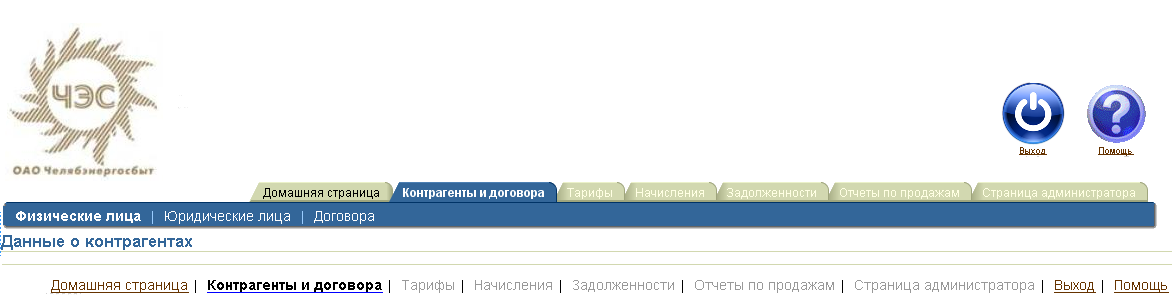 ЧЭС
ОАО Челябэнергосбыт
Выход Помощь
Домашняя страница Контрагенты и договора Тарифы Начисления Задолженности Отчеты по продажам Страница администратора
Физические лица | Юридические лица | Договора
Данные о контрагентах
Домашняя страница | Контрагенты и договора | Тарифы | Начисления | Задолженности | Отчеты по продажам | Страница администратора | Выход | Помощь